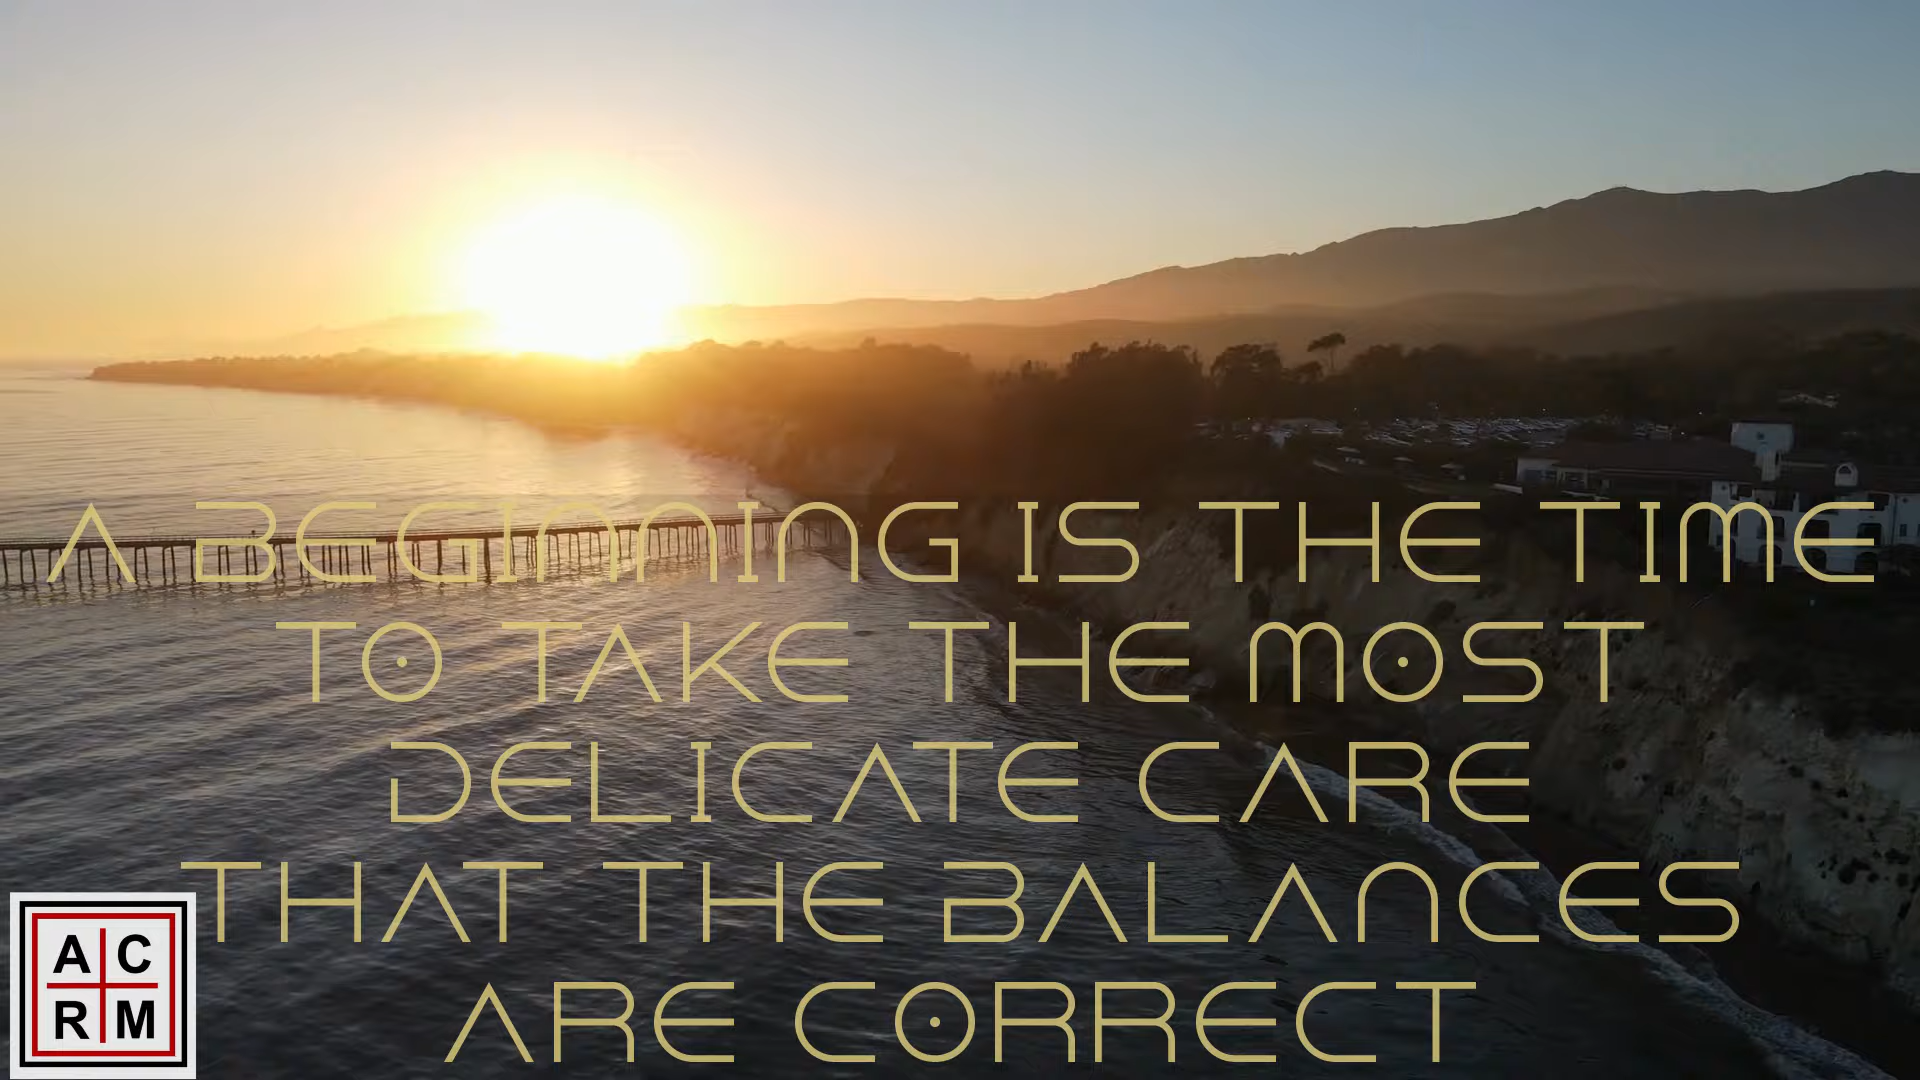 A BEGINNING IS THE TIME
TO TAKE THE MOST
DELICATE CARE
THAT THE BALANCES
ARE CORRECT
A C
R M